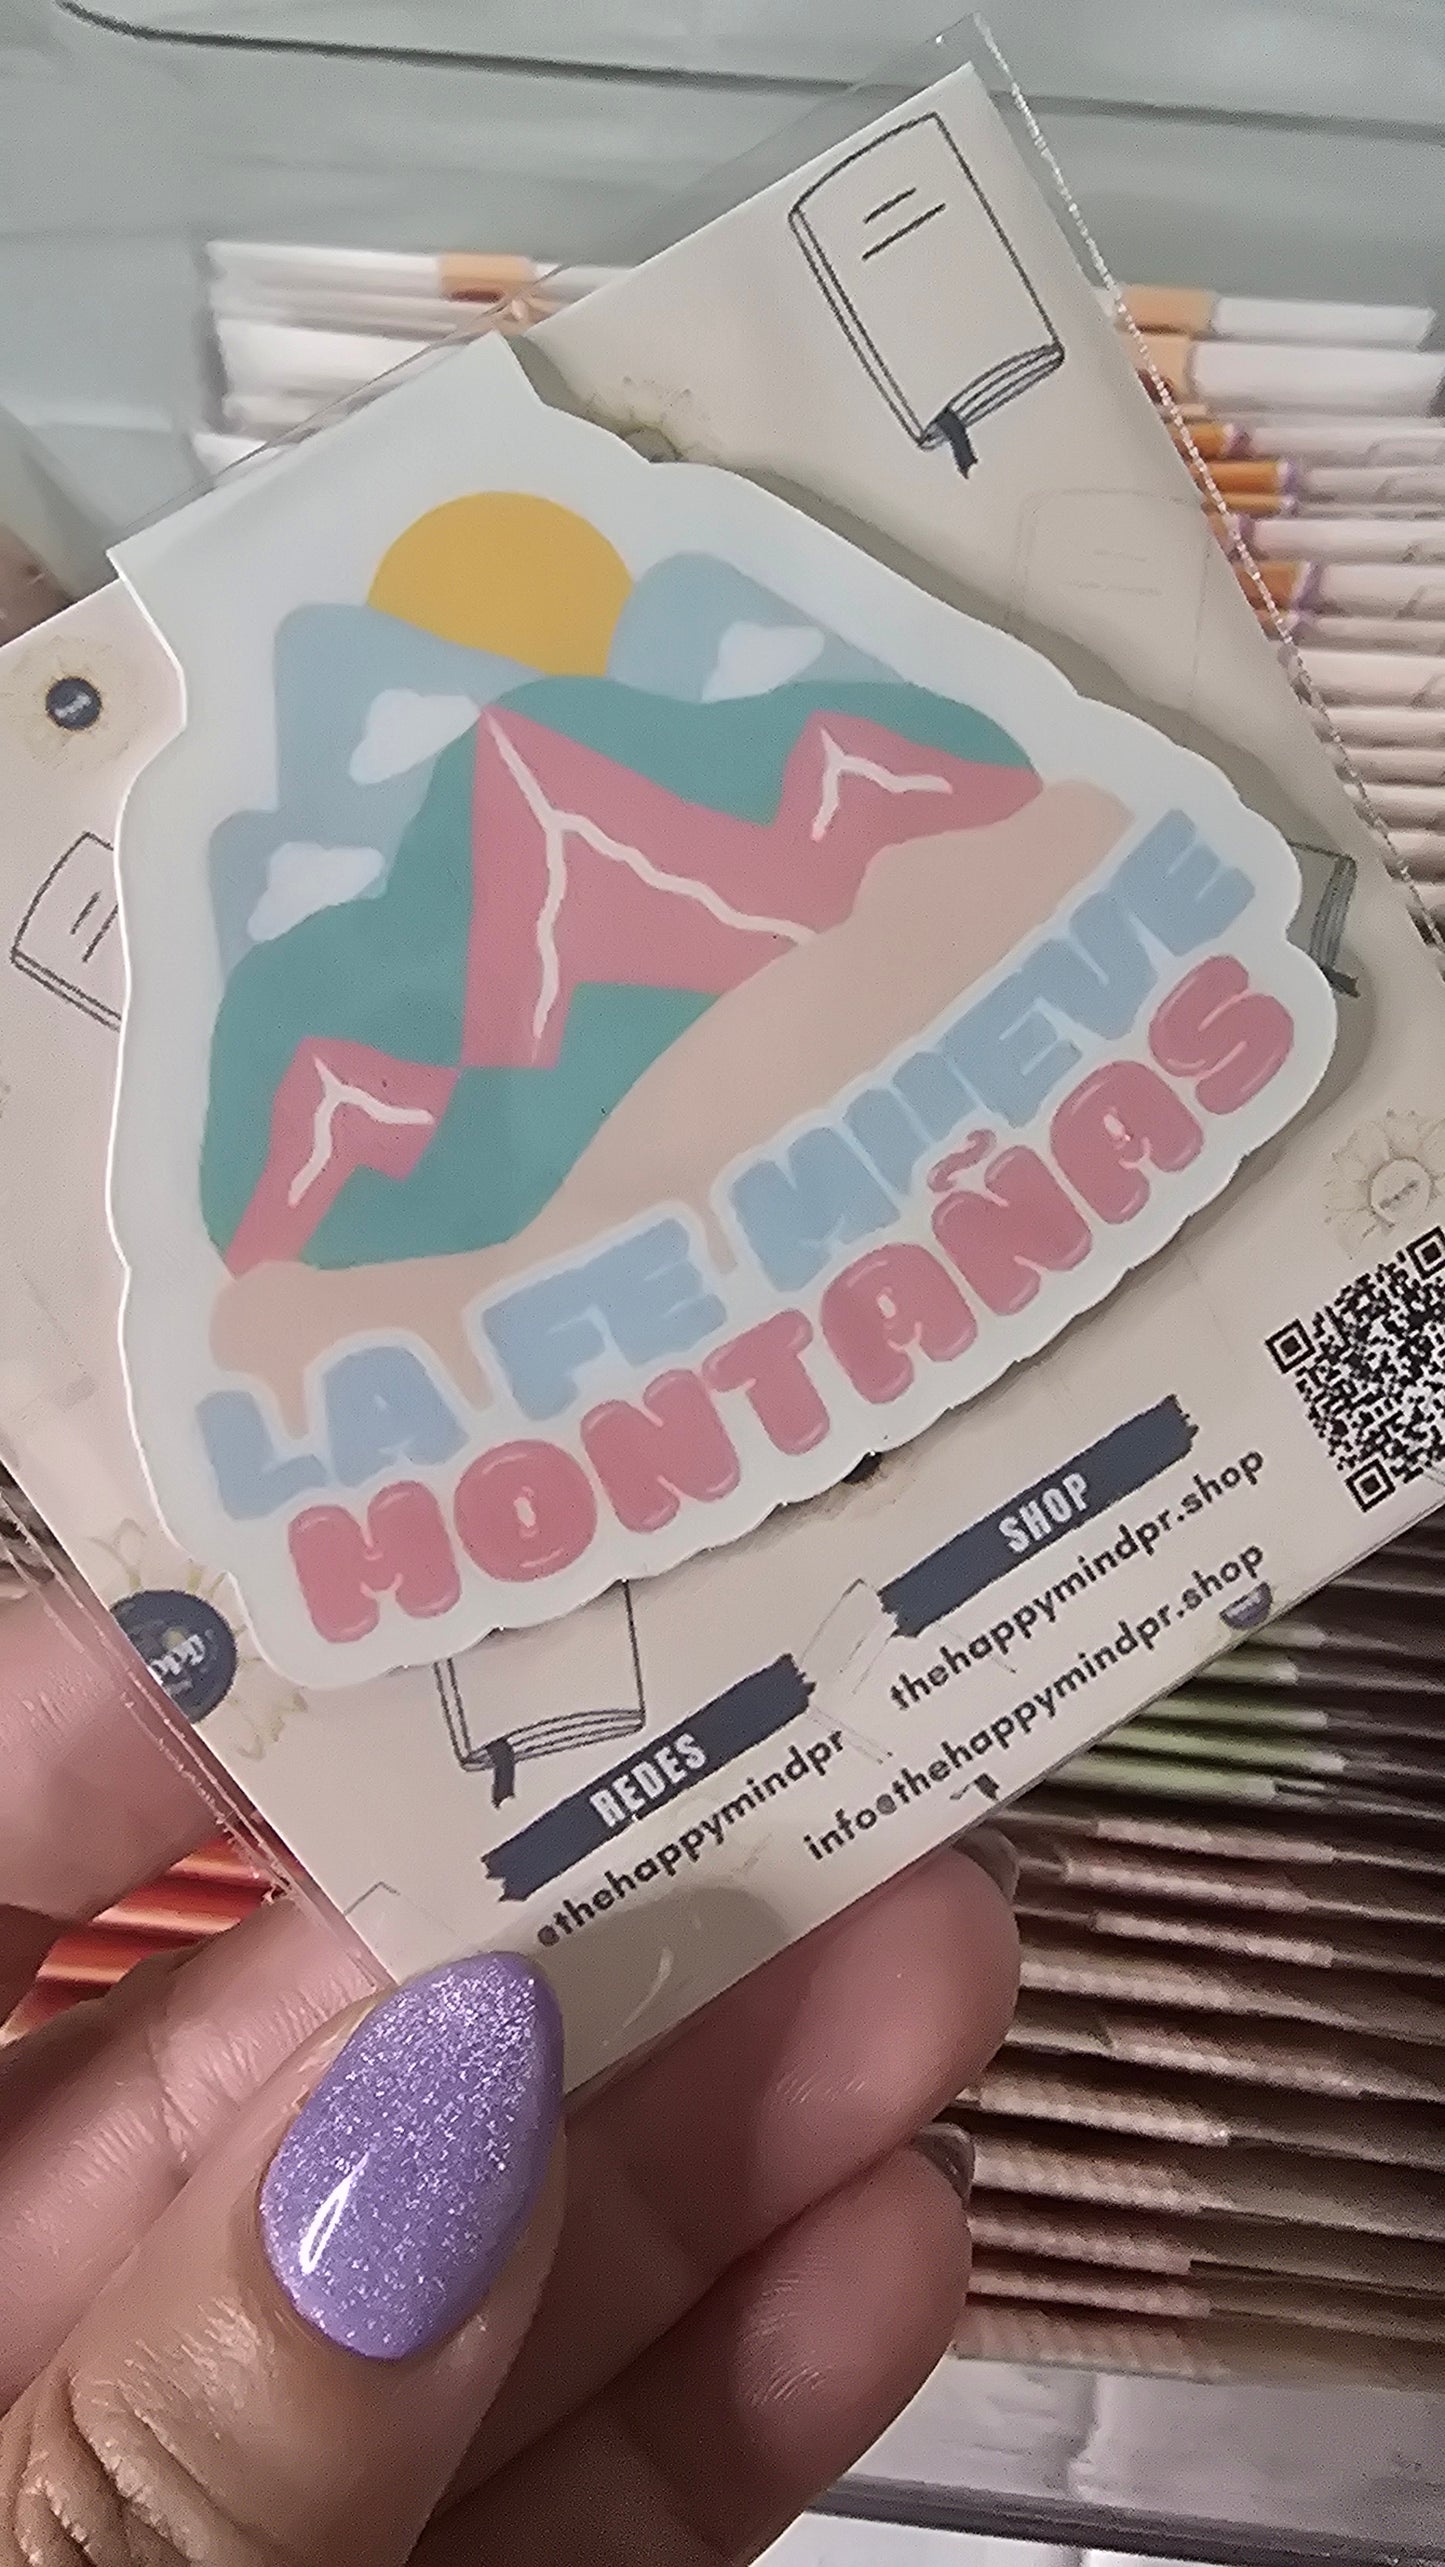 LA FE MUEVE
MONTAÑAS
SHOP
thehappymindpr.shop
info@thehappymindpr.shop
REDES
@thehappymindpr